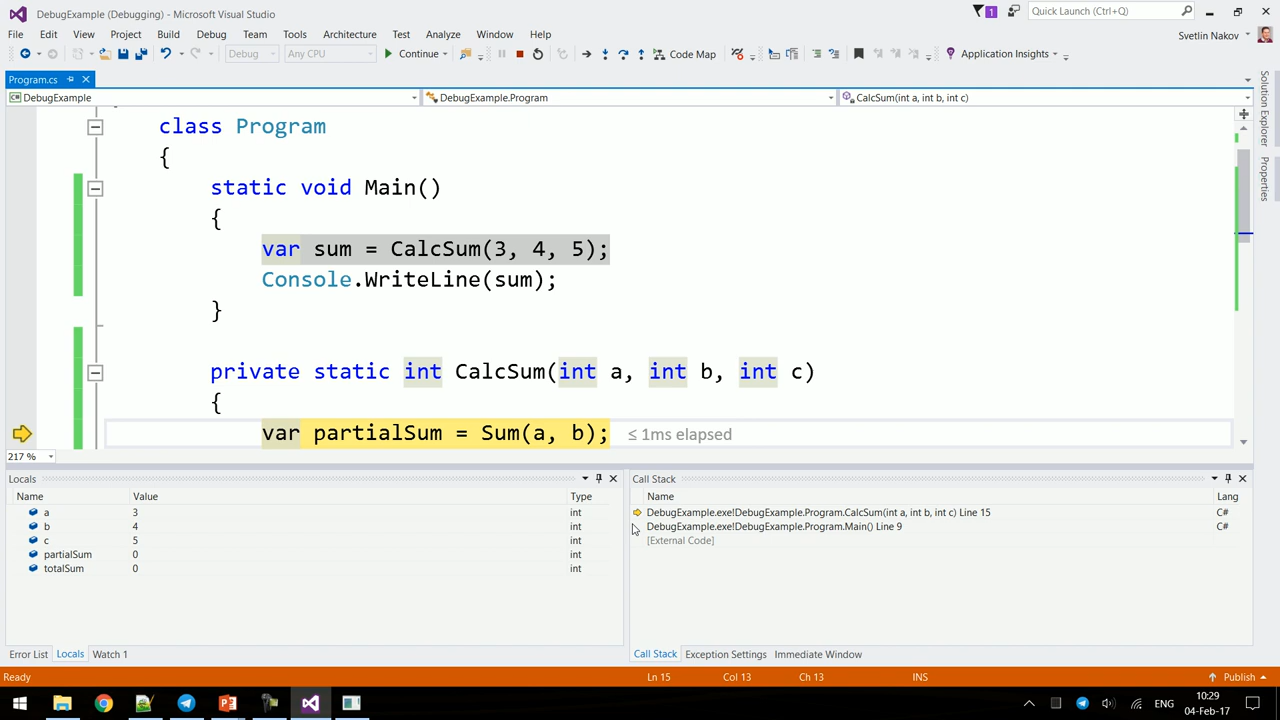 DebugExample (Debugging) - Microsoft Visual Studio
1
Quick Launch (Ctrl+Q)
File Edit View Project Build Debug Team Tools Architecture Test Analyze Window Help
Svetlin Nakov
Debug Any CPU Continue Code Map Application Insights
Program.cs
DebugExample DebugExample.Program CalcSum(int a, int b, int c)
Solution Explorer
Properties
class Program
{
static void Main()
{
var sum = CalcSum(3, 4, 5);
Console.WriteLine(sum);
}
private static int CalcSum(int a, int b, int c)
{
var partialSum = Sum(a, b); ≤ 1ms elapsed
217 %
Locals
Name Value Type
a 3 int
b 4 int
c 5 int
partialSum 0 int
totalSum 0 int
Error List Locals Watch 1
Call Stack
Name Lang
DebugExample.exe!DebugExample.Program.CalcSum(int a, int b, int c) Line 15 C#
DebugExample.exe!DebugExample.Program.Main() Line 9 C#
[External Code]
Call Stack Exception Settings Immediate Window
Ready Ln 15 Col 13 Ch 13 INS Publish
ENG
10:29
04-Feb-17